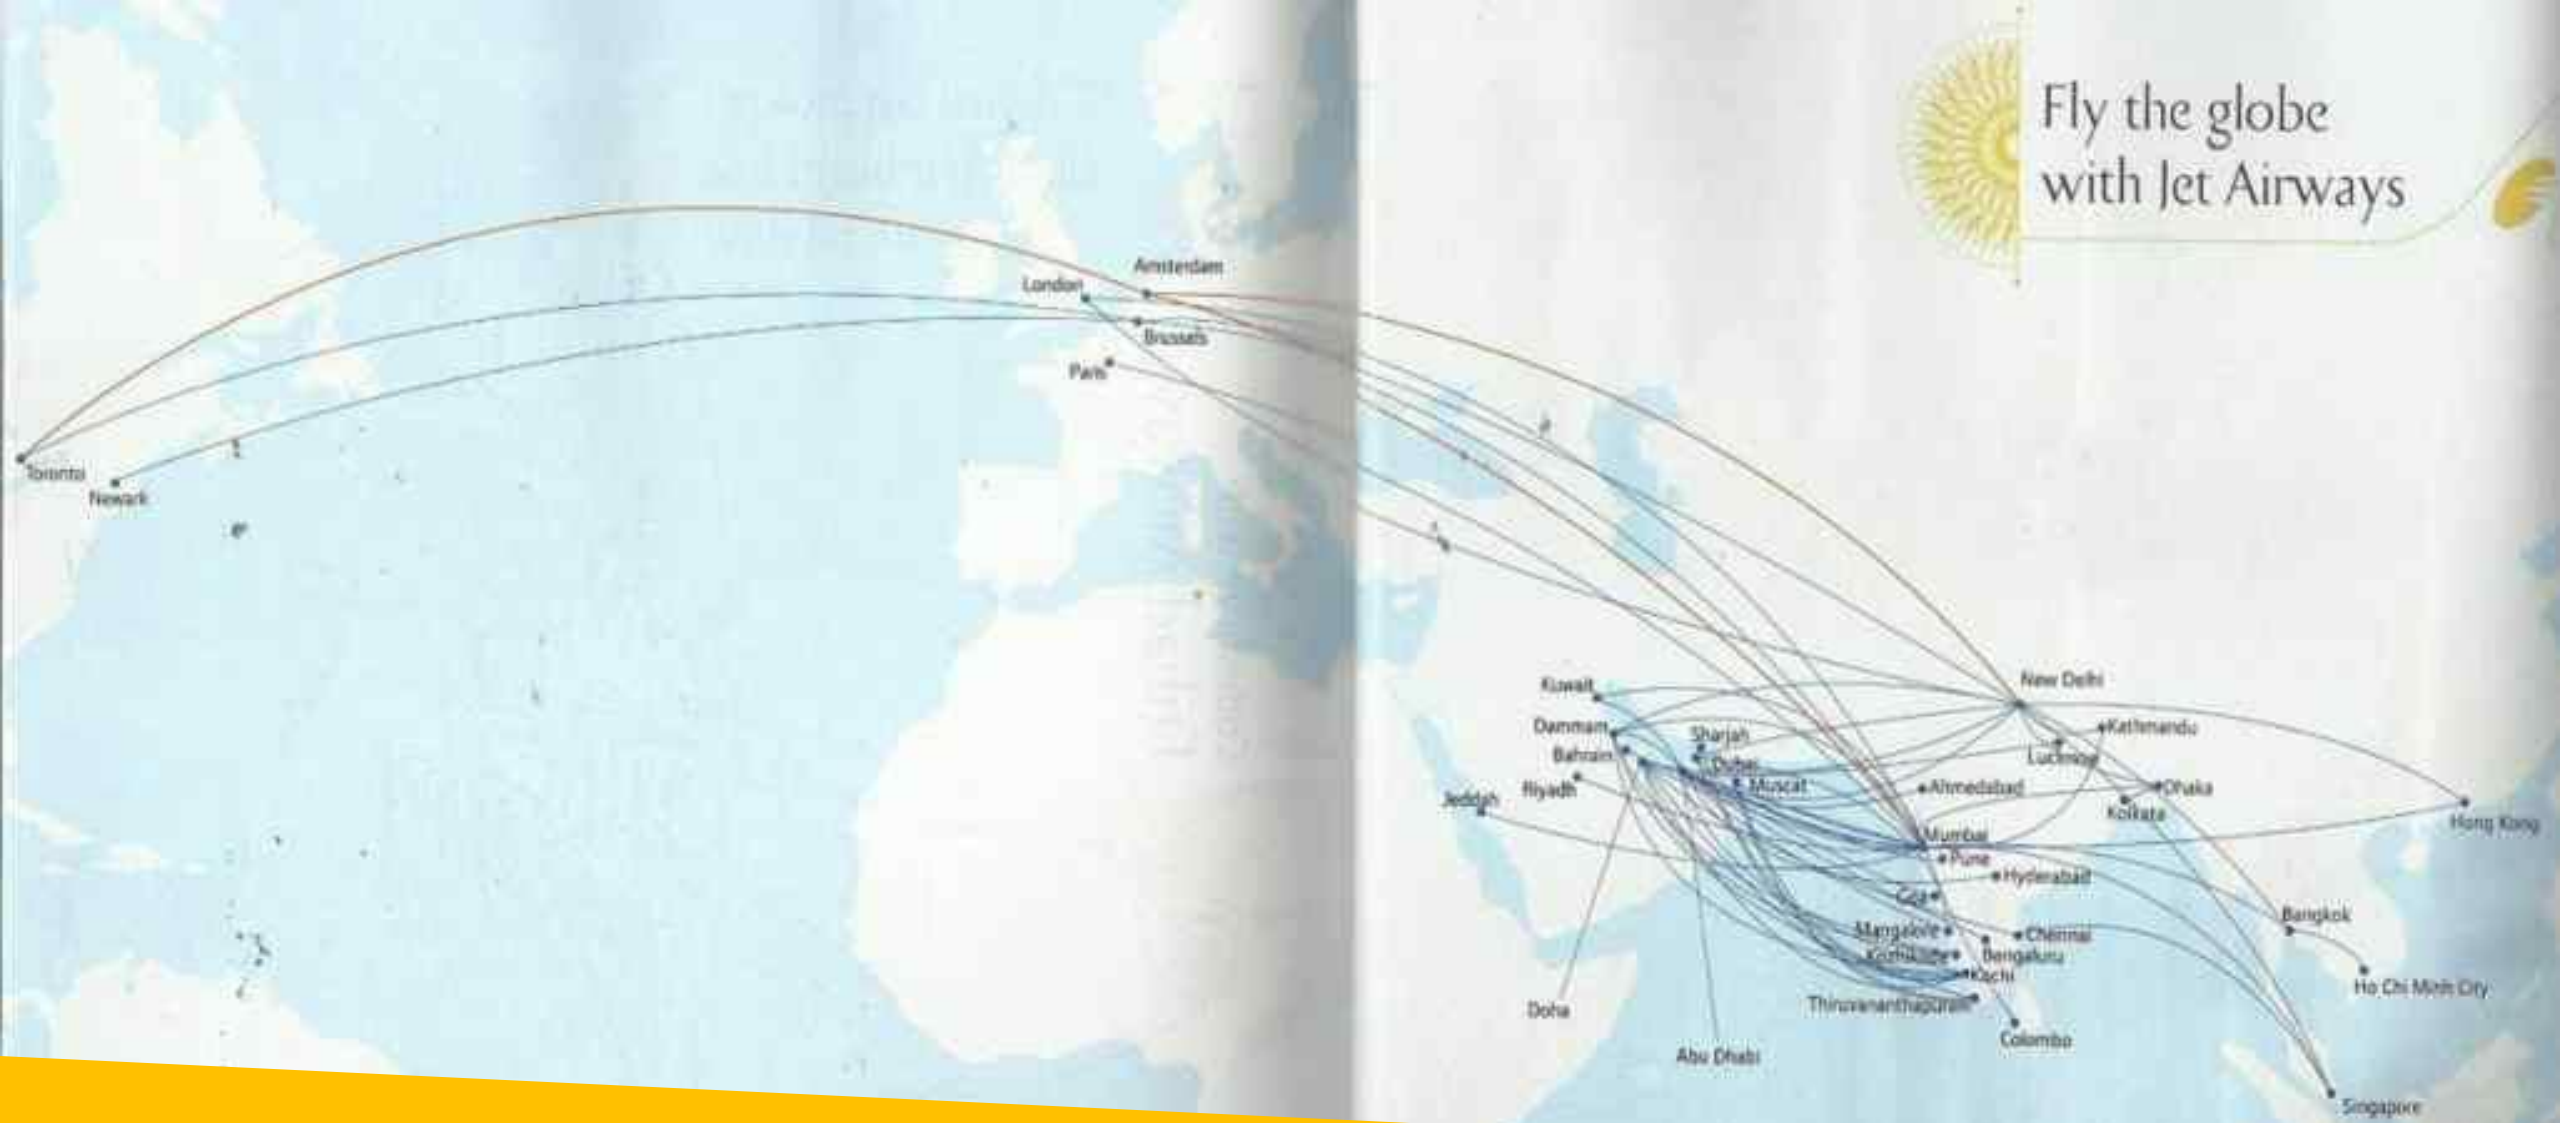 Fly the globe
with Jet Airways
Amsterdam
London
Brussels
Paris
Toronto
Newark
New Delhi
Kuwait
Dammam
Kathmandu
Sharjah
Bahrain
Dubai
Lucknow
Muscat
Riyadh
Ahmedabad
Dhaka
Jeddah
Kolkata
Hong Kong
Mumbai
Pune
Hyderabad
Goa
Bangkok
Mangalore
Chennai
Kozhikode
Bengaluru
Kochi
Ho Chi Minh City
Thiruvananthapuram
Doha
Colombo
Abu Dhabi
Singapore